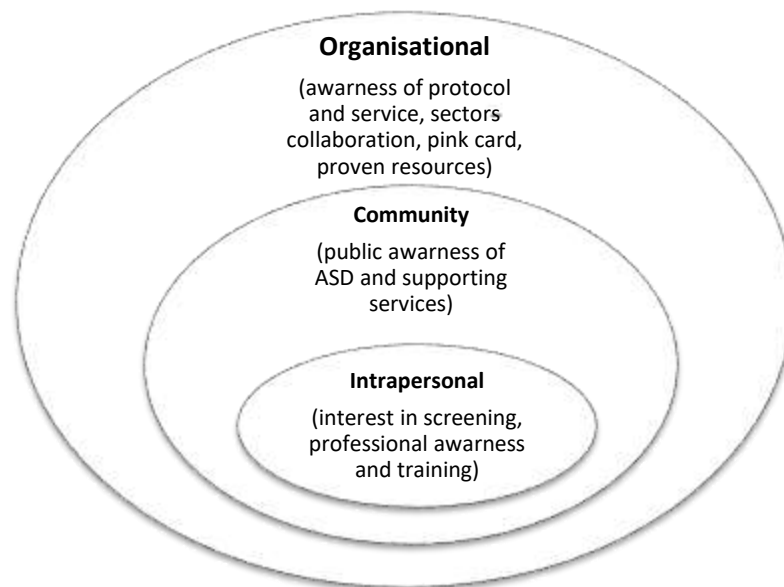 Organisational
(awarness of protocol
and service, sectors
collaboration, pink card,
proven resources)
Community
(public awareness of
ASD and supporting
services)
Intrapersonal
(interest in screening,
professional awarness
and training)